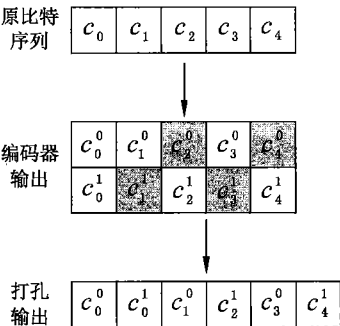 原比特
序列
c₀ c₁ c₂ c₃ c₄
编码器
输出
c₀⁰ c₁⁰ c₂⁰ c₃⁰ c₄⁰
c₀¹ c₁¹ c₂¹ c₃¹ c₄¹
打孔
输出
c₀⁰ c₀¹ c₁⁰ c₂¹ c₃⁰ c₄¹